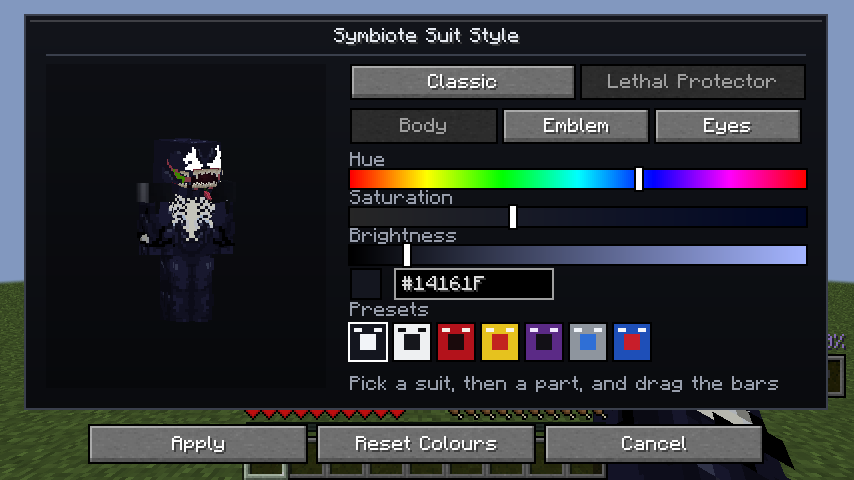 Symbiote Suit Style
Classic
Lethal Protector
Body
Emblem
Eyes
Hue
Saturation
Brightness
#14161F
Presets
Pick a suit, then a part, and drag the bars
Apply
Reset Colours
Cancel